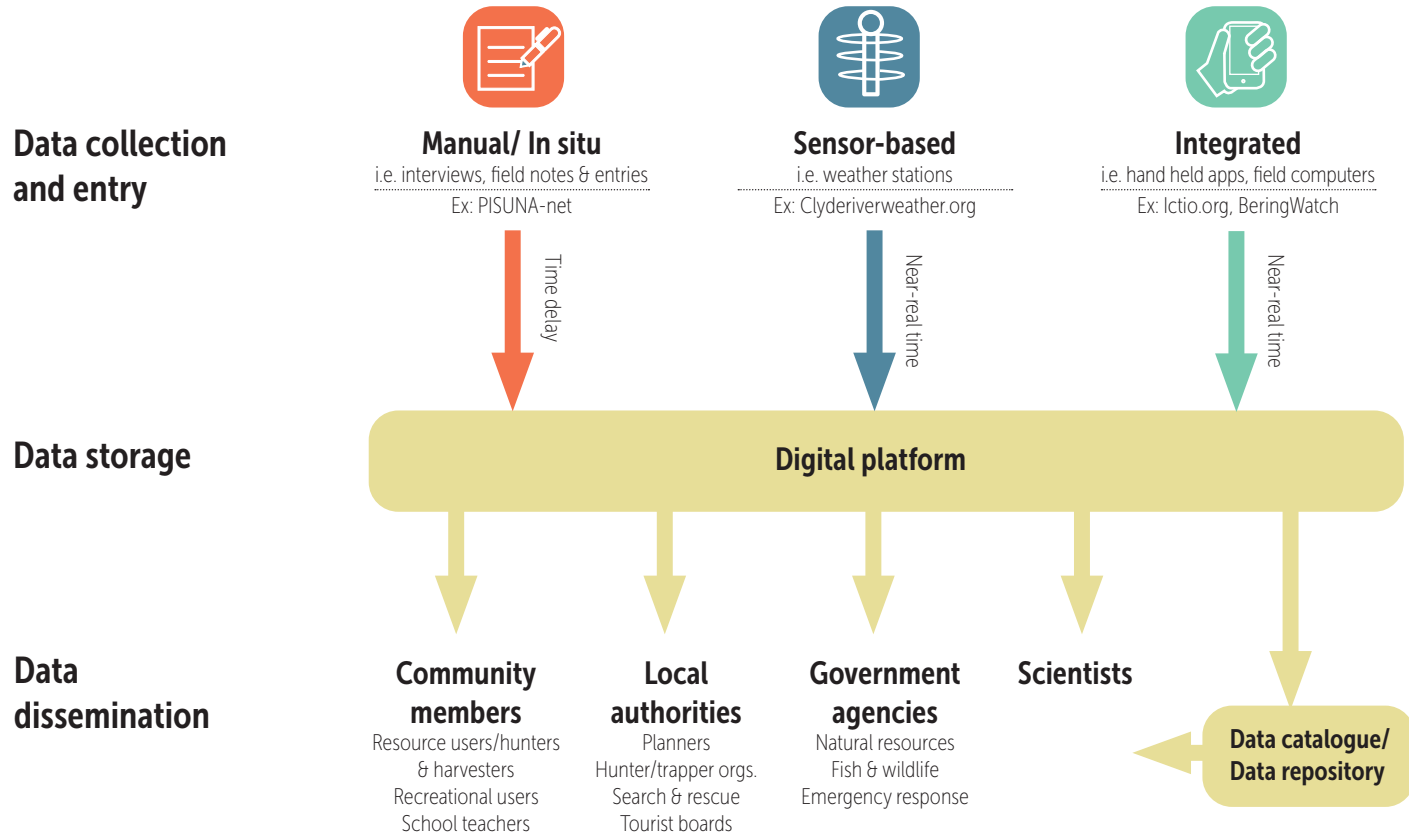 Data collection
and entry
Manual/ In situ
i.e. interviews, field notes & entries
Ex: PISUNA-net
Sensor-based
i.e. weather stations
Ex: Clyderiverweather.org
Integrated
i.e. hand held apps, field computers
Ex: Ictio.org, BeringWatch
Time delay
Near-real time
Near-real time
Data storage
Digital platform
Data
dissemination
Community
members
Resource users/hunters
& harvesters
Recreational users
School teachers
Local
authorities
Planners
Hunter/trapper orgs.
Search & rescue
Tourist boards
Government
agencies
Natural resources
Fish & wildlife
Emergency response
Scientists
Data catalogue/
Data repository